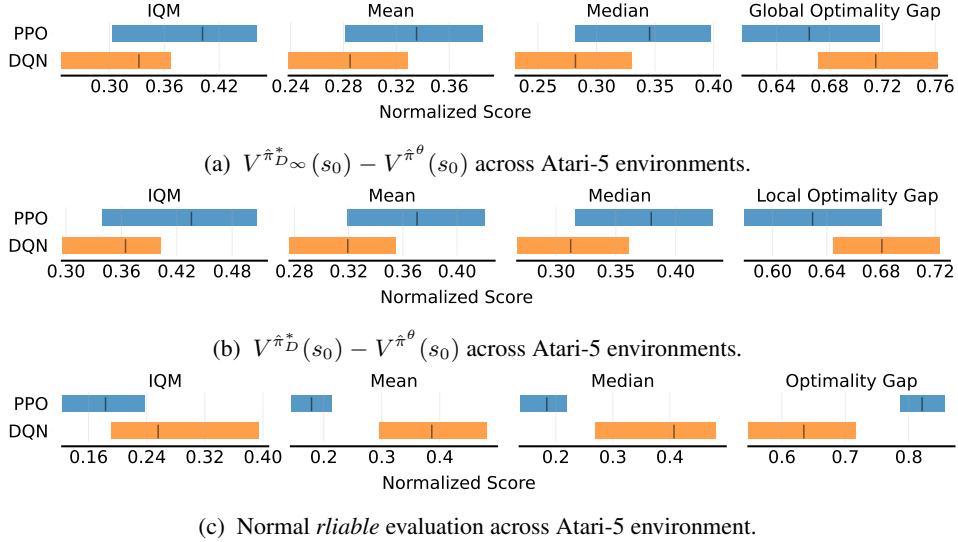 IQM Mean Median Global Optimality Gap
PPO
DQN
0.30 0.36 0.42 0.24 0.28 0.32 0.36 0.25 0.30 0.35 0.40 0.64 0.68 0.72 0.76
Normalized Score
(a) $V^{\hat{\pi}^*_{D^\infty}}(s_0) - V^{\hat{\pi}^\theta}(s_0)$ across Atari-5 environments.
IQM Mean Median Local Optimality Gap
PPO
DQN
0.30 0.36 0.42 0.48 0.28 0.32 0.36 0.40 0.30 0.35 0.40 0.60 0.64 0.68 0.72
Normalized Score
(b) $V^{\hat{\pi}^*_D}(s_0) - V^{\hat{\pi}^\theta}(s_0)$ across Atari-5 environments.
IQM Mean Median Optimality Gap
PPO
DQN
0.16 0.24 0.32 0.40 0.2 0.3 0.4 0.2 0.3 0.4 0.6 0.7 0.8
Normalized Score
(c) Normal rliable evaluation across Atari-5 environment.